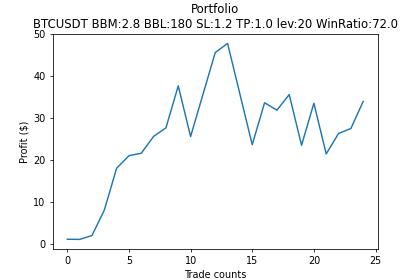 Portfolio
BTCUSDT BBM:2.8 BBL:180 SL:1.2 TP:1.0 lev:20 WinRatio:72.0
50
40
30
20
10
0
Profit ($)
0 5 10 15 20 25
Trade counts